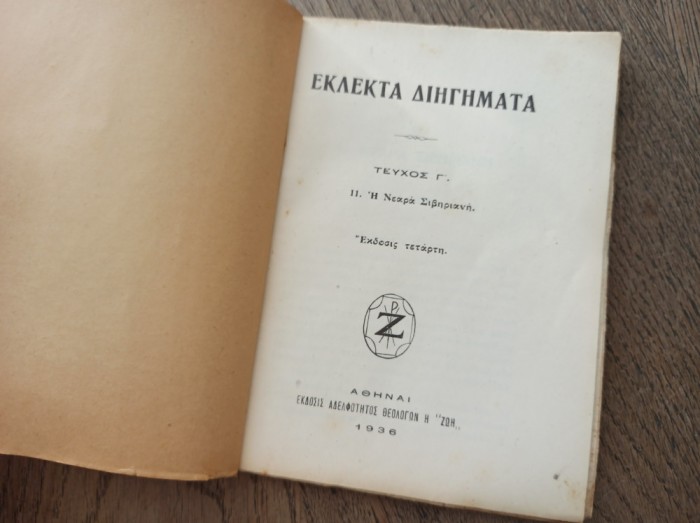 ΕΚΛΕΚΤΑ ΔΙΗΓΗΜΑΤΑ
ΤΕΥΧΟΣ Γ΄.
11. Ἡ Νεαρὰ Σιβηριανή.
Ἔκδοσις τετάρτη.
Ρ
Ζ
ΑΘΗΝΑΙ
ΕΚΔΟΣΙΣ ΑΔΕΛΦΟΤΗΤΟΣ ΘΕΟΛΟΓΩΝ Η "ΖΩΗ„
1936